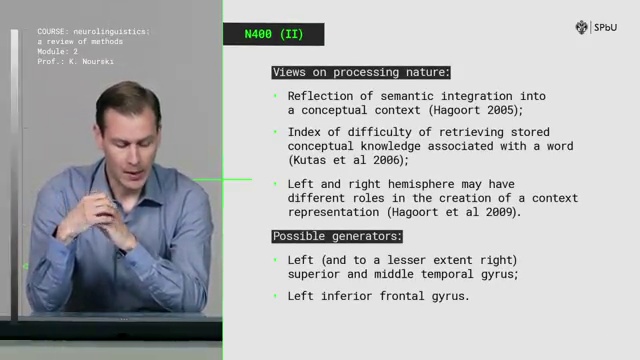 COURSE: neurolinguistics:
a review of methods
Module: 2
Prof.: K. Nourski
N400 (II)
SPbU
Views on processing nature:
Reflection of semantic integration into
a conceptual context (Hagoort 2005);
Index of difficulty of retrieving stored
conceptual knowledge associated with a word
(Kutas et al 2006);
Left and right hemisphere may have
different roles in the creation of a context
representation (Hagoort et al 2009).
Possible generators:
Left (and to a lesser extent right)
superior and middle temporal gyrus;
Left inferior frontal gyrus.